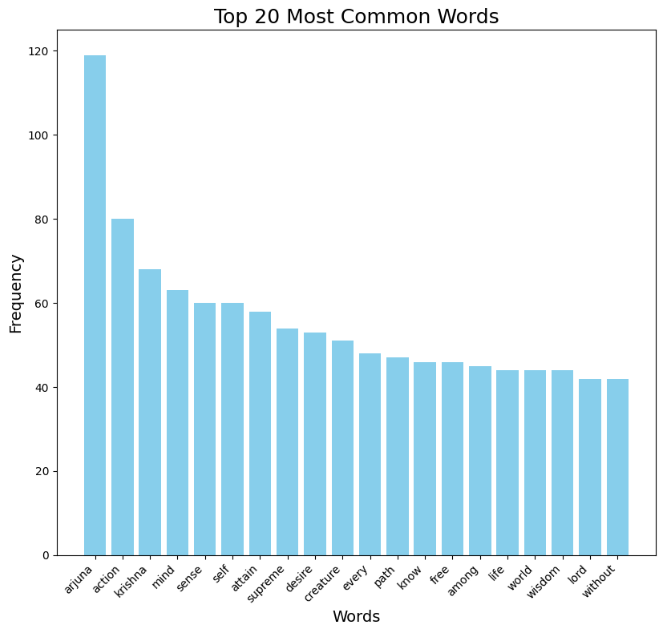 Top 20 Most Common Words
120
100
80
60
40
20
0
Frequency
arjuna action krishna mind sense self attain supreme desire creature every path know free among life world wisdom lord without
Words